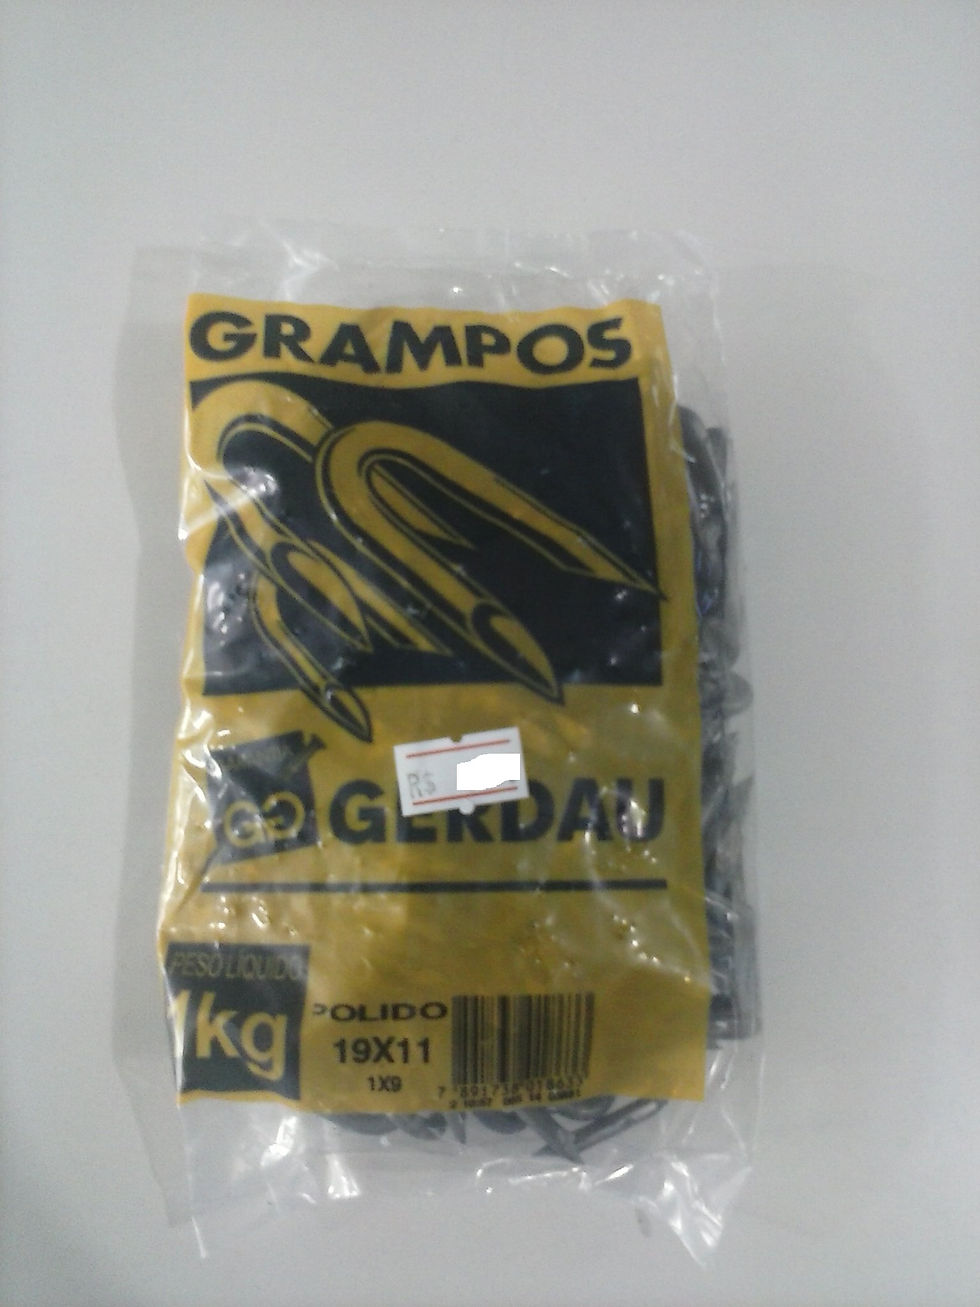 GRAMPOS
R$
GERDAU
PESO LÍQUIDO
1kg
POLIDO
19X11
1X9